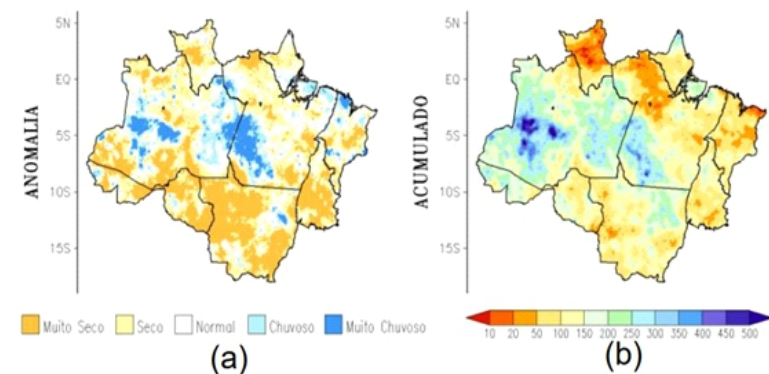 ANOMALIA
5N
EQ
5S
10S
15S
Muito Seco
Seco
Normal
Chuvoso
Muito Chuvoso
(a)
ACUMULADO
5N
EQ
5S
10S
15S
10 20 50 100 150 200 250 300 350 400 450 500
(b)